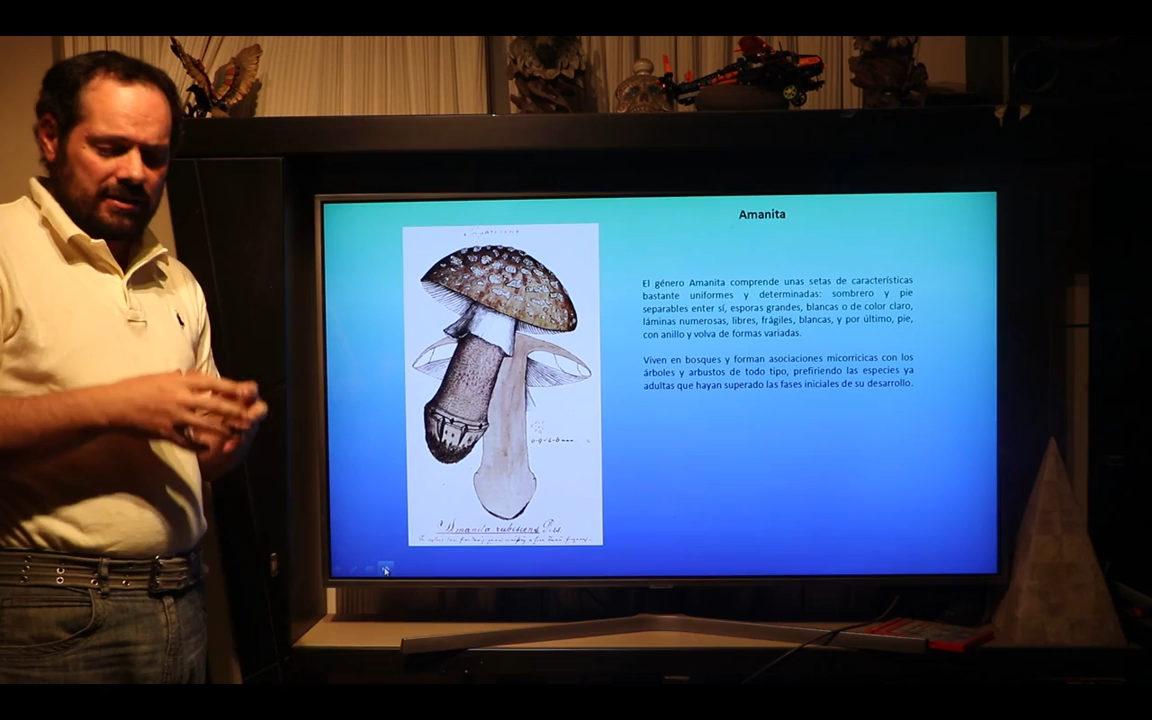 Amanita
El género Amanita comprende unas setas de características
bastante uniformes y determinadas: sombrero y pie
separables enter sí, esporas grandes, blancas o de color claro,
láminas numerosas, libres, frágiles, blancas, y por último, pie,
con anillo y volva de formas variadas.
Viven en bosques y forman asociaciones micorricicas con los
árboles y arbustos de todo tipo, prefiriendo las especies ya
adultas que hayan superado las fases iniciales de su desarrollo.
Amanita rubescens